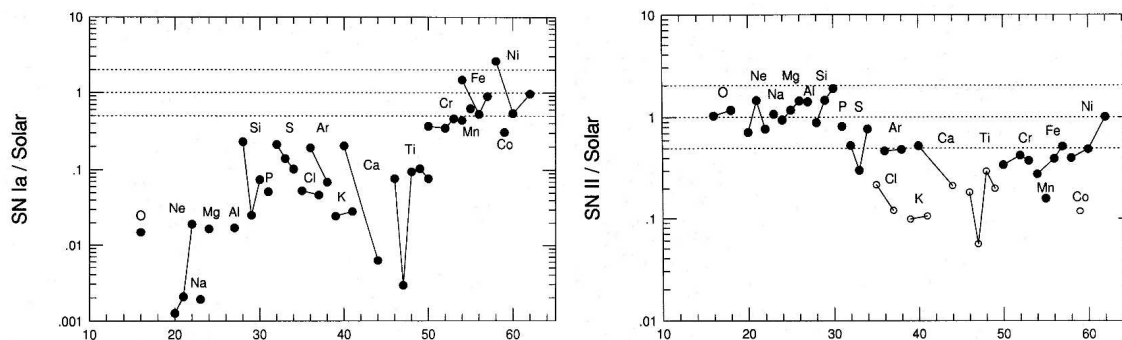 SN Ia / Solar
10
1
0.1
.01
.001
10 20 30 40 50 60
O
Ne
Na
Mg
Al
Si
P
S
Cl
Ar
K
Ca
Ti
Cr
Mn
Fe
Co
Ni
SN II / Solar
10
1
0.1
.01
10 20 30 40 50 60
O
Ne
Na
Mg
Al
Si
P
S
Cl
Ar
K
Ca
Ti
Cr
Mn
Fe
Co
Ni